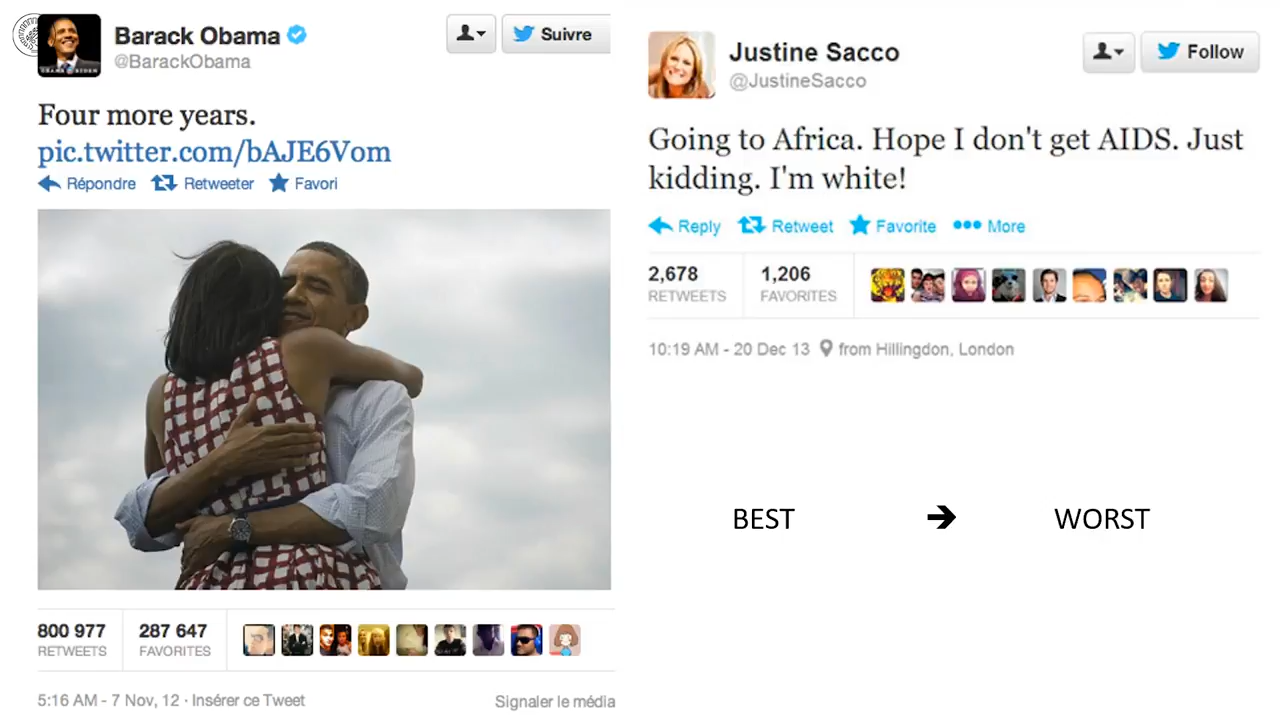 Barack Obama
@BarackObama
Suivre
Four more years.
pic.twitter.com/bAJE6Vom
Répondre Retweeter Favori
800 977 287 647
RETWEETS FAVORITES
5:16 AM - 7 Nov, 12 · Insérer ce Tweet Signaler le média
Justine Sacco
@JustineSacco
Follow
Going to Africa. Hope I don't get AIDS. Just
kidding. I'm white!
Reply Retweet Favorite More
2,678 1,206
RETWEETS FAVORITES
10:19 AM - 20 Dec 13 from Hillingdon, London
BEST → WORST